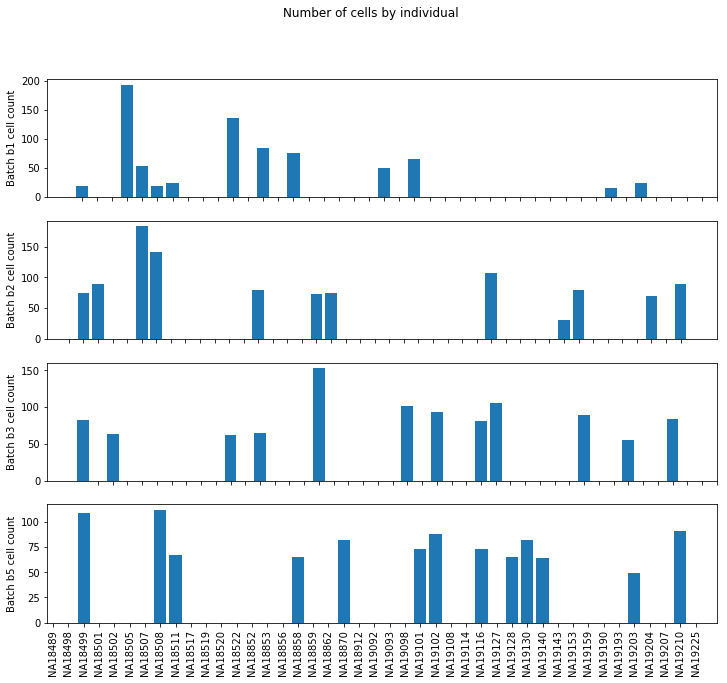 Number of cells by individual
Batch b1 cell count
200
150
100
50
0
Batch b2 cell count
150
100
50
0
Batch b3 cell count
150
100
50
0
Batch b5 cell count
100
75
50
25
0
NA18489
NA18498
NA18499
NA18501
NA18502
NA18505
NA18507
NA18508
NA18511
NA18517
NA18519
NA18520
NA18522
NA18852
NA18853
NA18856
NA18858
NA18859
NA18862
NA18870
NA18912
NA19092
NA19093
NA19098
NA19101
NA19102
NA19108
NA19114
NA19116
NA19127
NA19128
NA19130
NA19140
NA19143
NA19153
NA19159
NA19190
NA19193
NA19203
NA19204
NA19207
NA19210
NA19225